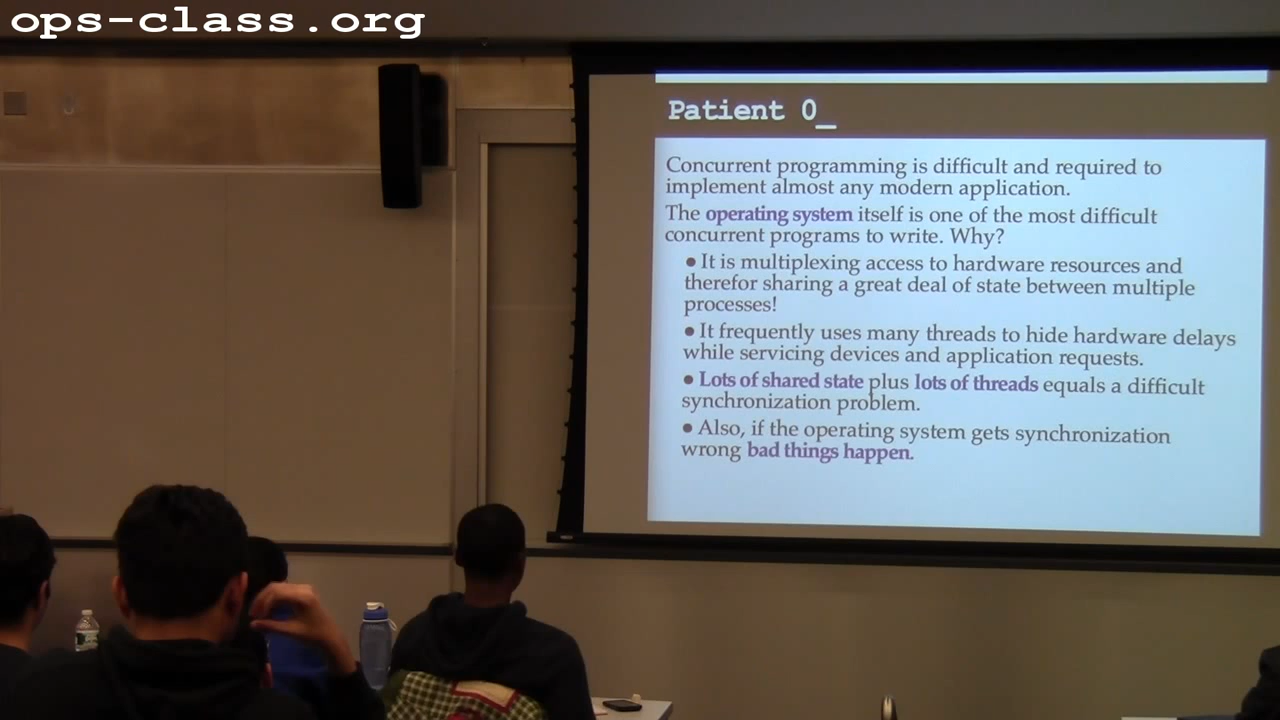 ops-class.org
Patient 0_
Concurrent programming is difficult and required to
implement almost any modern application.
The operating system itself is one of the most difficult
concurrent programs to write. Why?
• It is multiplexing access to hardware resources and
therefor sharing a great deal of state between multiple
processes!
• It frequently uses many threads to hide hardware delays
while servicing devices and application requests.
• Lots of shared state plus lots of threads equals a difficult
synchronization problem.
• Also, if the operating system gets synchronization
wrong bad things happen.